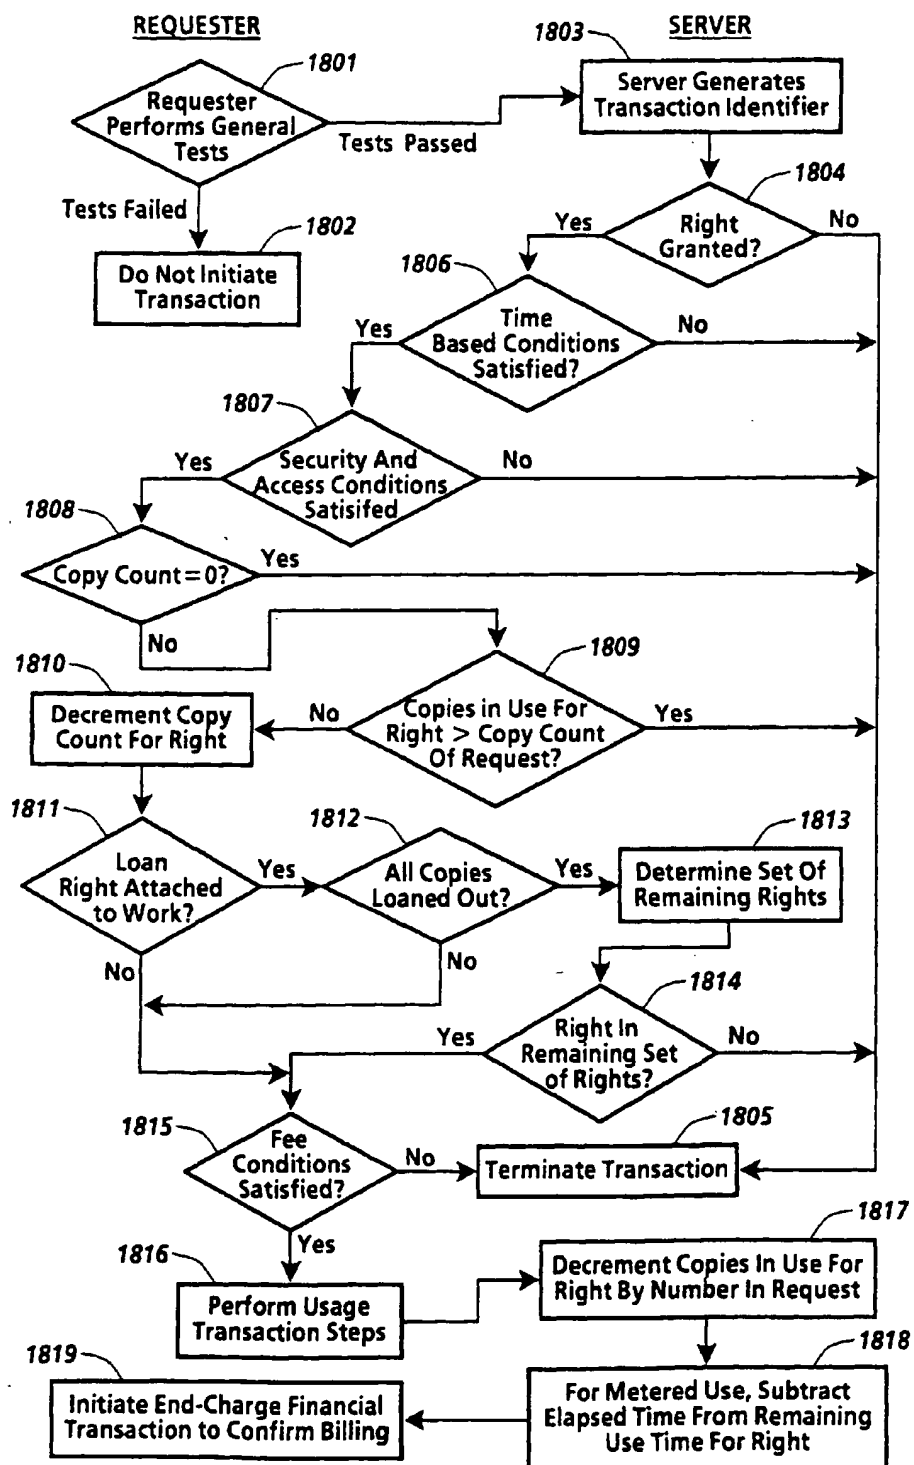 REQUESTER
SERVER
1801
1803
Requester
Performs General
Tests
Server Generates
Transaction Identifier
Tests Passed
1804
Tests Failed
1802
Yes
Right
Granted?
No
Do Not Initiate
Transaction
1806
Yes
Time
Based Conditions
Satisfied?
No
1807
Yes
Security And
Access Conditions
Satisifed
No
1808
Copy Count = 0?
Yes
No
1809
1810
Decrement Copy
Count For Right
No
Copies in Use For
Right > Copy Count
Of Request?
Yes
1811
1812
1813
Loan
Right Attached
to Work?
Yes
All Copies
Loaned Out?
Yes
Determine Set Of
Remaining Rights
No
No
1814
Yes
Right In
Remaining Set
of Rights?
No
1815
1805
Fee
Conditions
Satisfied?
No
Terminate Transaction
Yes
1816
1817
Perform Usage
Transaction Steps
Decrement Copies In Use For
Right By Number In Request
1819
1818
Initiate End-Charge Financial
Transaction to Confirm Billing
For Metered Use, Subtract
Elapsed Time From Remaining
Use Time For Right